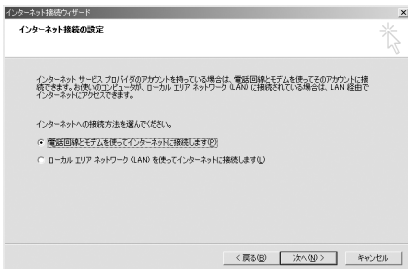 インターネット接続ウィザード
インターネット接続の設定
インターネット サービス プロバイダのアカウントを持っている場合は、電話回線とモデムを使ってそのアカウントに接
続できます。お使いのコンピュータが、ローカル エリア ネットワーク (LAN) に接続されている場合は、LAN 経由で
インターネットにアクセスできます。
インターネットへの接続方法を選んでください。
電話回線とモデムを使ってインターネットに接続します(P)
ローカル エリア ネットワーク (LAN) を使ってインターネットに接続します(L)
< 戻る(B)
次へ(N) >
キャンセル